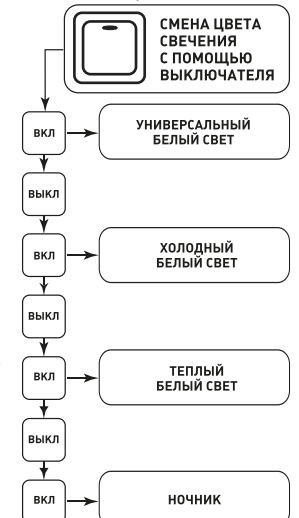 СМЕНА ЦВЕТА
СВЕЧЕНИЯ
С ПОМОЩЬЮ
ВЫКЛЮЧАТЕЛЯ
ВКЛ
УНИВЕРСАЛЬНЫЙ
БЕЛЫЙ СВЕТ
ВЫКЛ
ВКЛ
ХОЛОДНЫЙ
БЕЛЫЙ СВЕТ
ВЫКЛ
ВКЛ
ТЕПЛЫЙ
БЕЛЫЙ СВЕТ
ВЫКЛ
ВКЛ
НОЧНИК